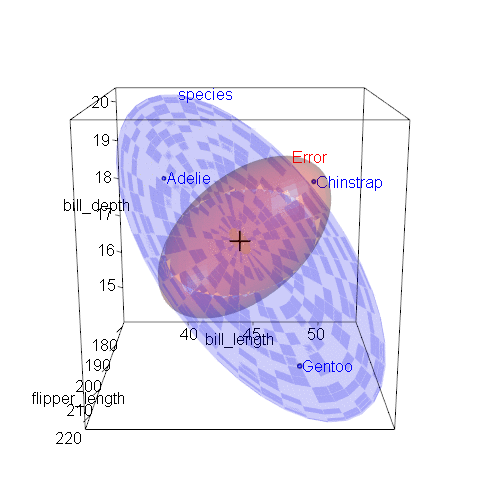 species
20
19
Error
18
Adelie
Chinstrap
bill_depth
17
16
15
40
45
50
bill_length
180
190
Gentoo
200
flipper_length
210
220